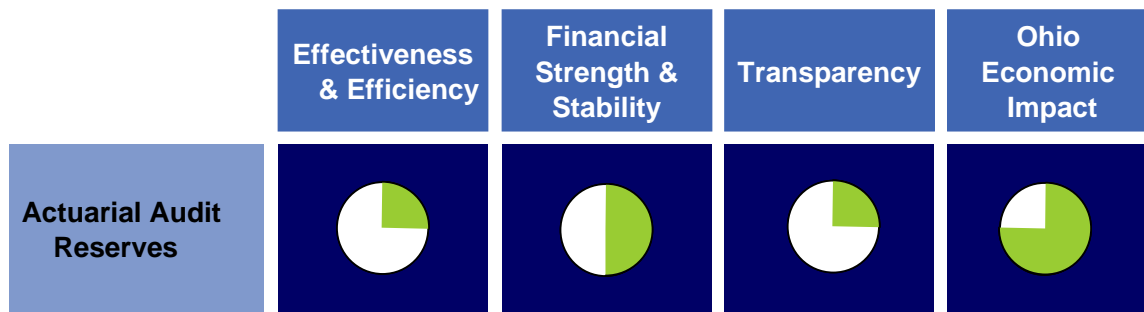 Effectiveness
& Efficiency
Financial
Strength &
Stability
Transparency
Ohio
Economic
Impact
Actuarial Audit
Reserves